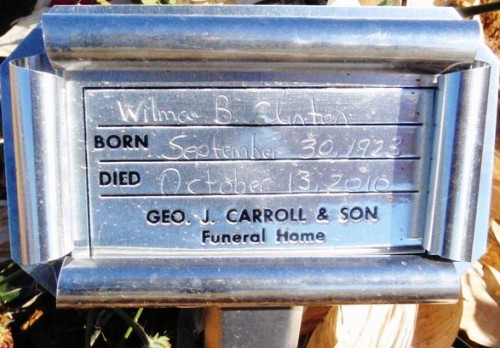 Wilma B. Clinton
BORN September 30, 1923
DIED October 13, 2010
GEO. J. CARROLL & SON
Funeral Home